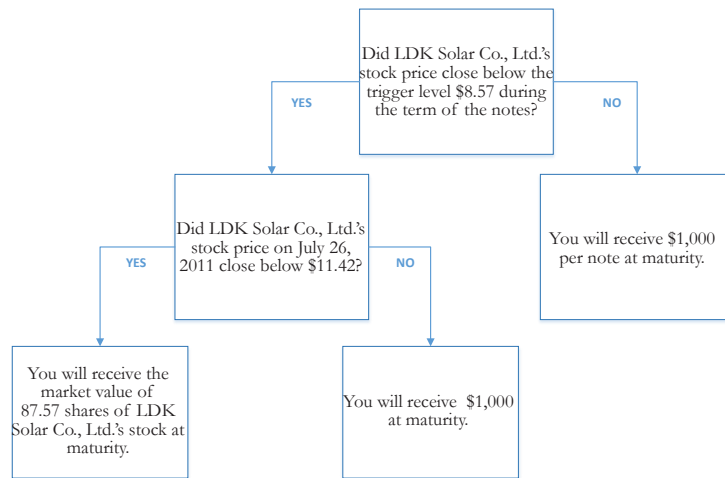 Did LDK Solar Co., Ltd.'s
stock price close below the
trigger level $8.57 during
the term of the notes?
YES
NO
Did LDK Solar Co., Ltd.'s
stock price on July 26,
2011 close below $11.42?
You will receive $1,000
per note at maturity.
YES
NO
You will receive the
market value of
87.57 shares of LDK
Solar Co., Ltd.'s stock at
maturity.
You will receive $1,000
at maturity.